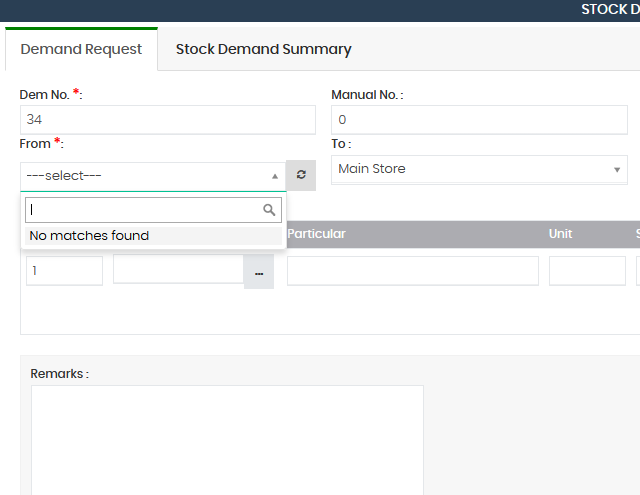 STOCK D
Demand Request
Stock Demand Summary
Dem No. *:
Manual No. :
34
0
From *:
To :
---select---
Main Store
No matches found
Particular
Unit
S
1
...
Remarks :